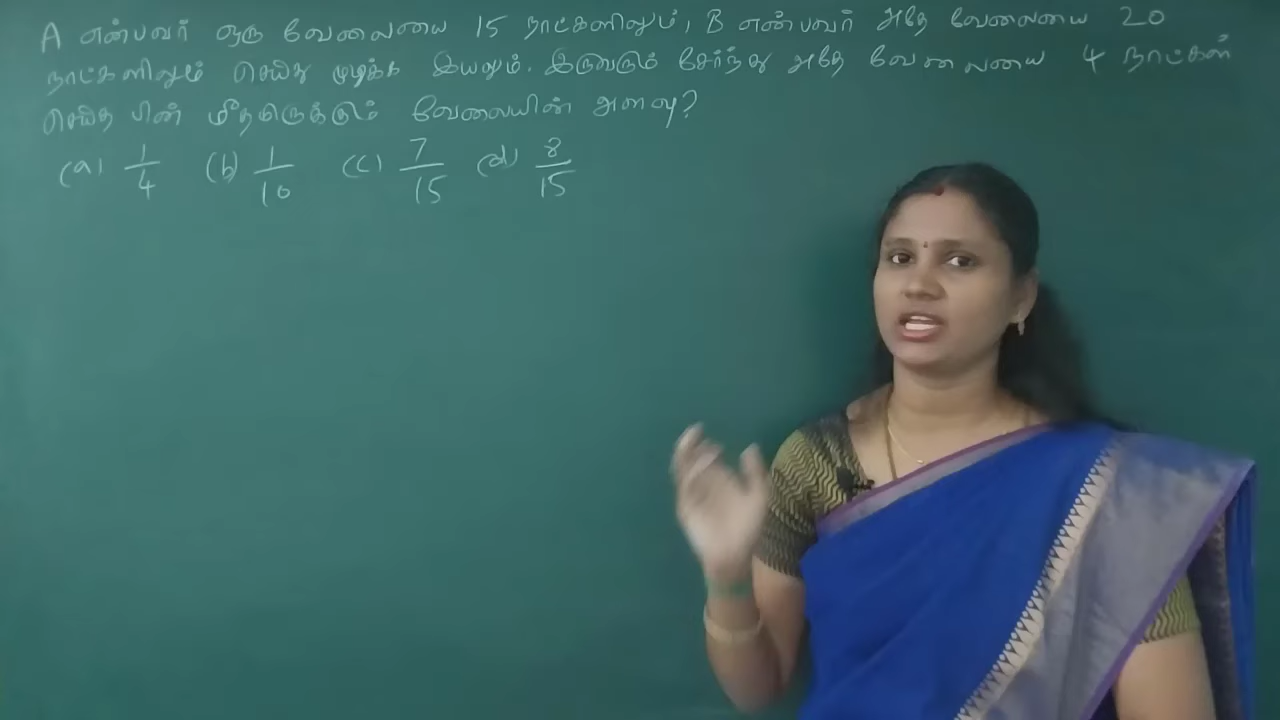 A என்பவர் ஒரு வேலையை 15 நாட்களிலும், B என்பவர் அதே வேலையை 20
நாட்களிலும் செய்து முடிக்க இயலும். இருவரும் சேர்ந்து அதே வேலையை 4 நாட்கள்
செய்த பின் மீதமிருக்கும் வேலையின் அளவு?
(a) 1/4 (b) 1/10 (c) 7/15 (d) 8/15